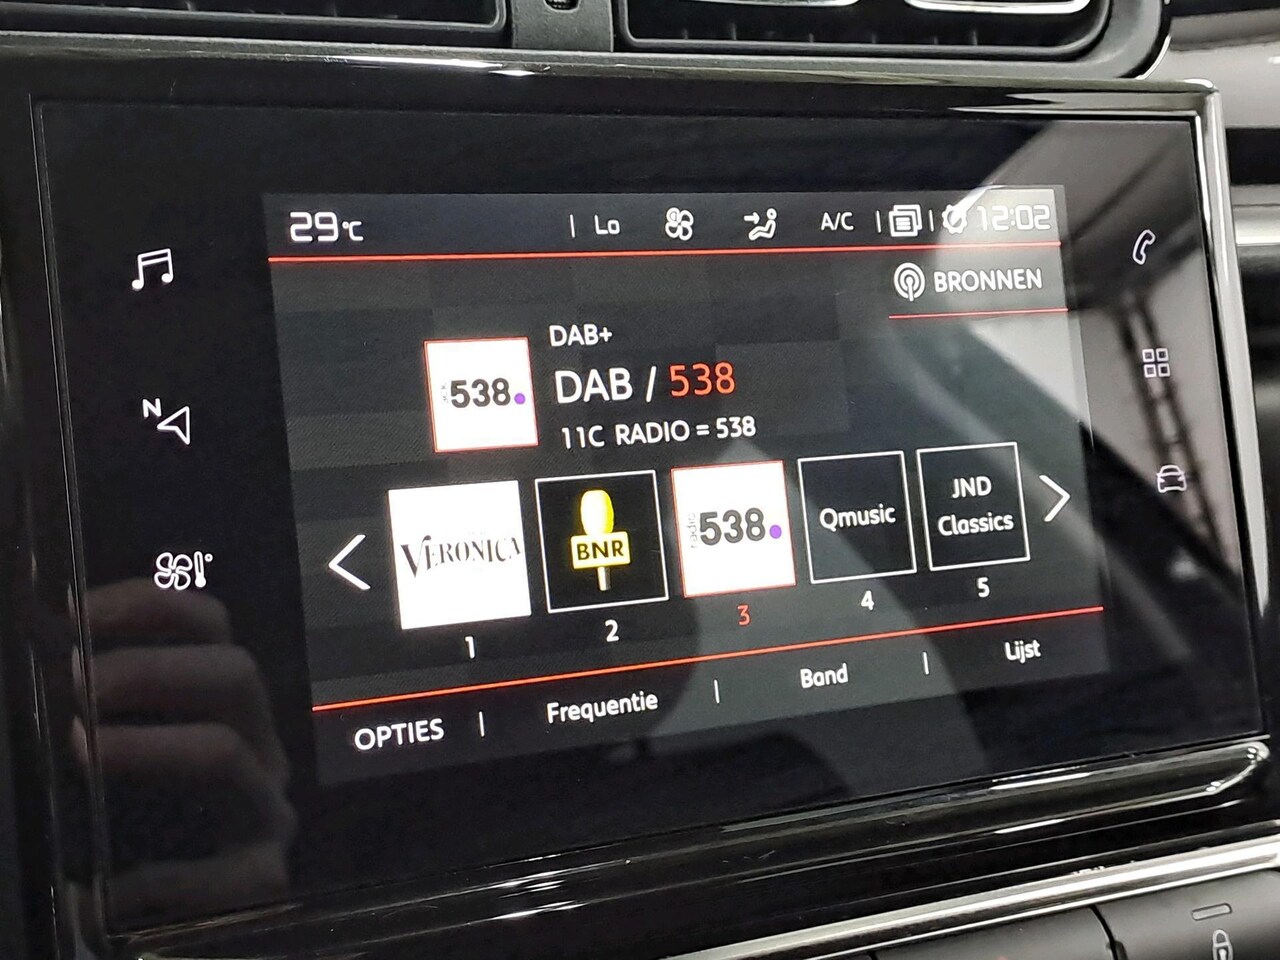 29°C | Lo A/C | | 12:02
BRONNEN
DAB+
538.
DAB / 538
11C RADIO = 538
VERONICA
BNR
radio 538.
Qmusic
JND
Classics
1 2 3 4 5
OPTIES | Frequentie | Band | Lijst
N